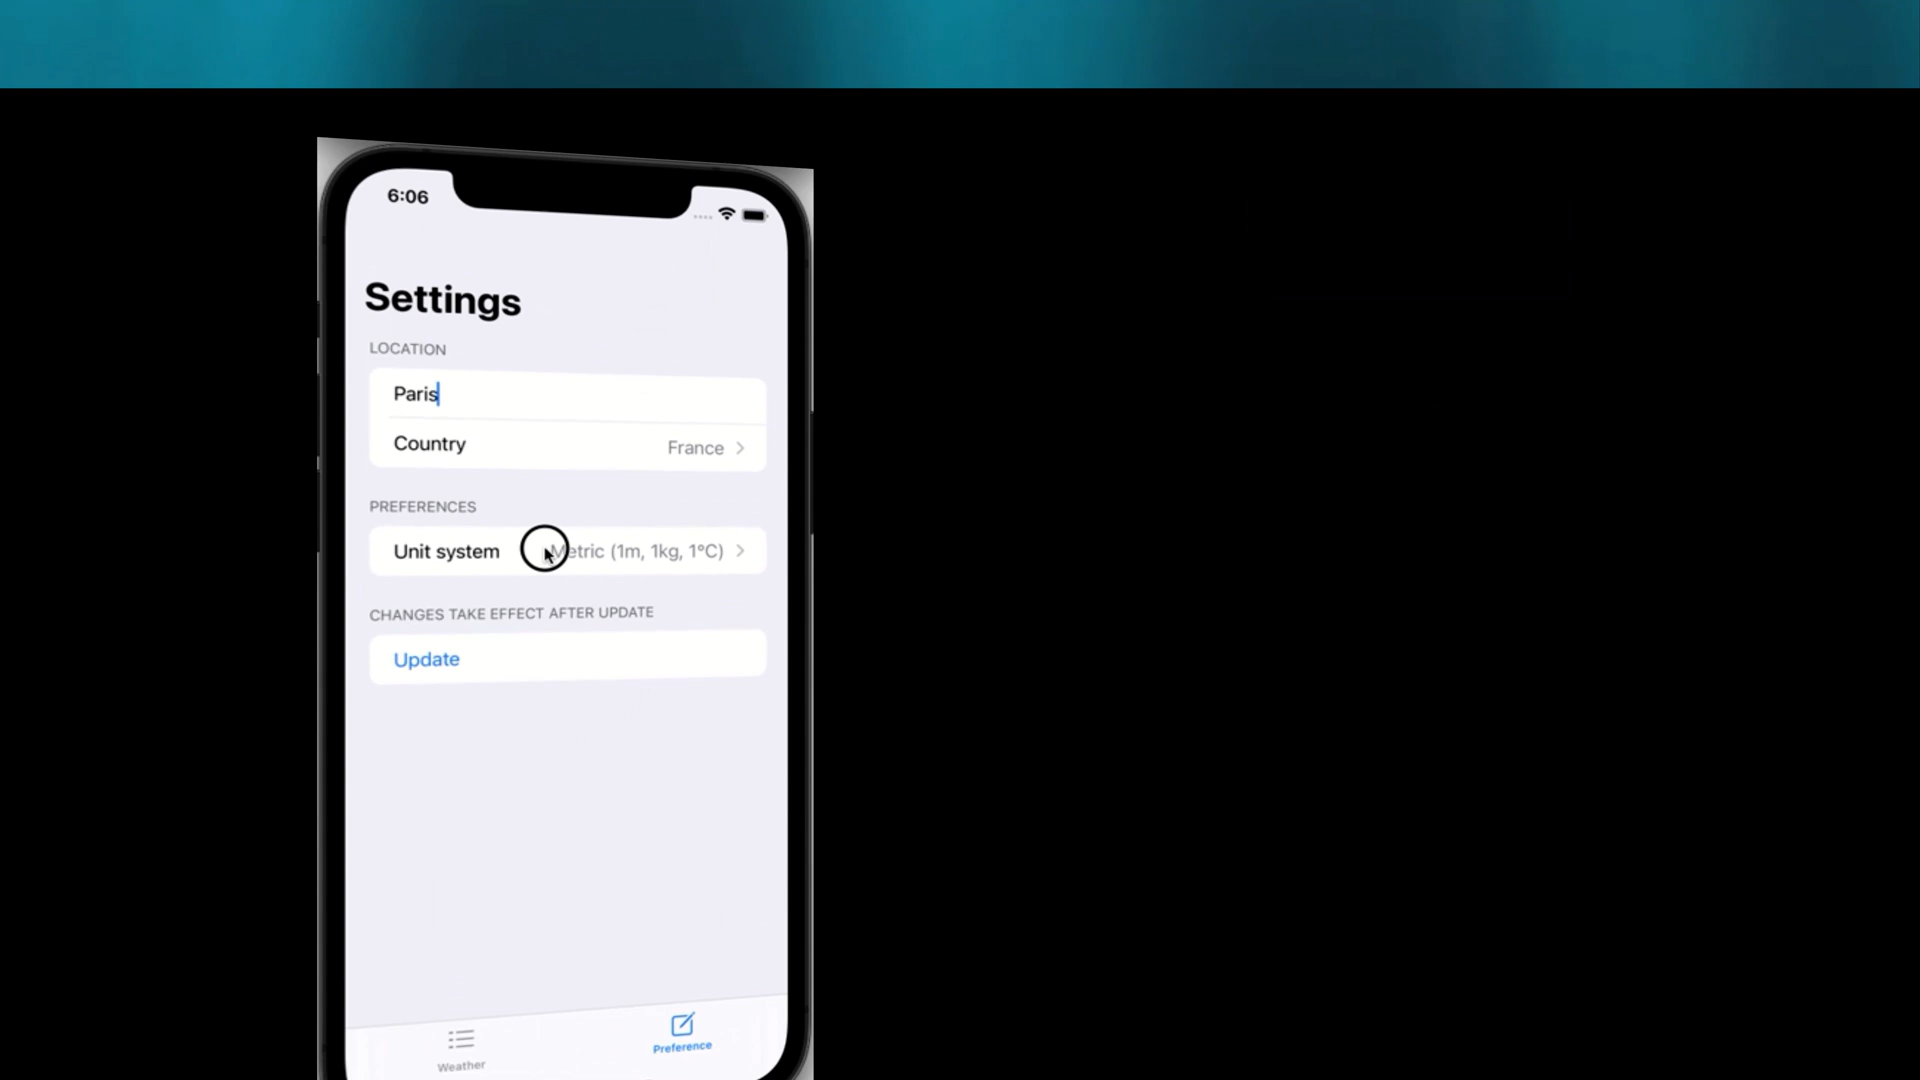 6:06
Settings
LOCATION
Paris
Country France
PREFERENCES
Unit system Metric (1m, 1kg, 1°C)
CHANGES TAKE EFFECT AFTER UPDATE
Update
Weather Preference